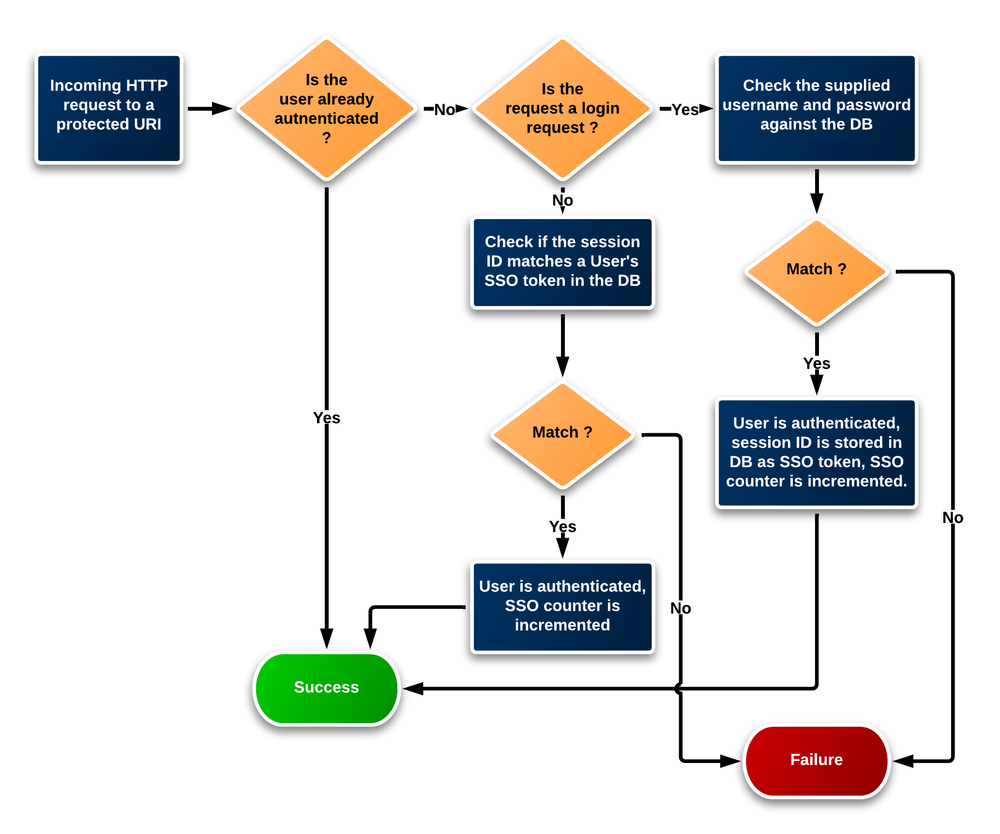 Incoming HTTP
request to a
protected URI
Is the
user already
autnenticated
?
No
Is the
request a login
request ?
Yes
Check the supplied
username and password
against the DB
No
Check if the session
ID matches a User's
SSO token in the DB
Match ?
Yes
Yes
Match ?
User is authenticated,
session ID is stored in
DB as SSO token, SSO
counter is incremented.
No
Yes
User is authenticated,
SSO counter is
incremented
No
Success
Failure